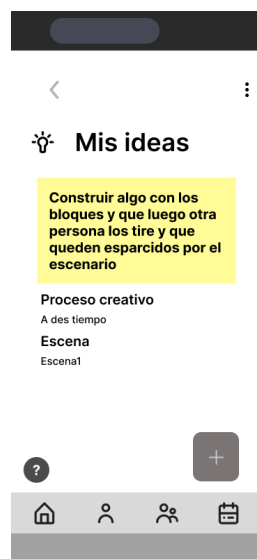 Mis ideas
Construir algo con los
bloques y que luego otra
persona los tire y que
queden esparcidos por el
escenario
Proceso creativo
A des tiempo
Escena
Escena1
+
?